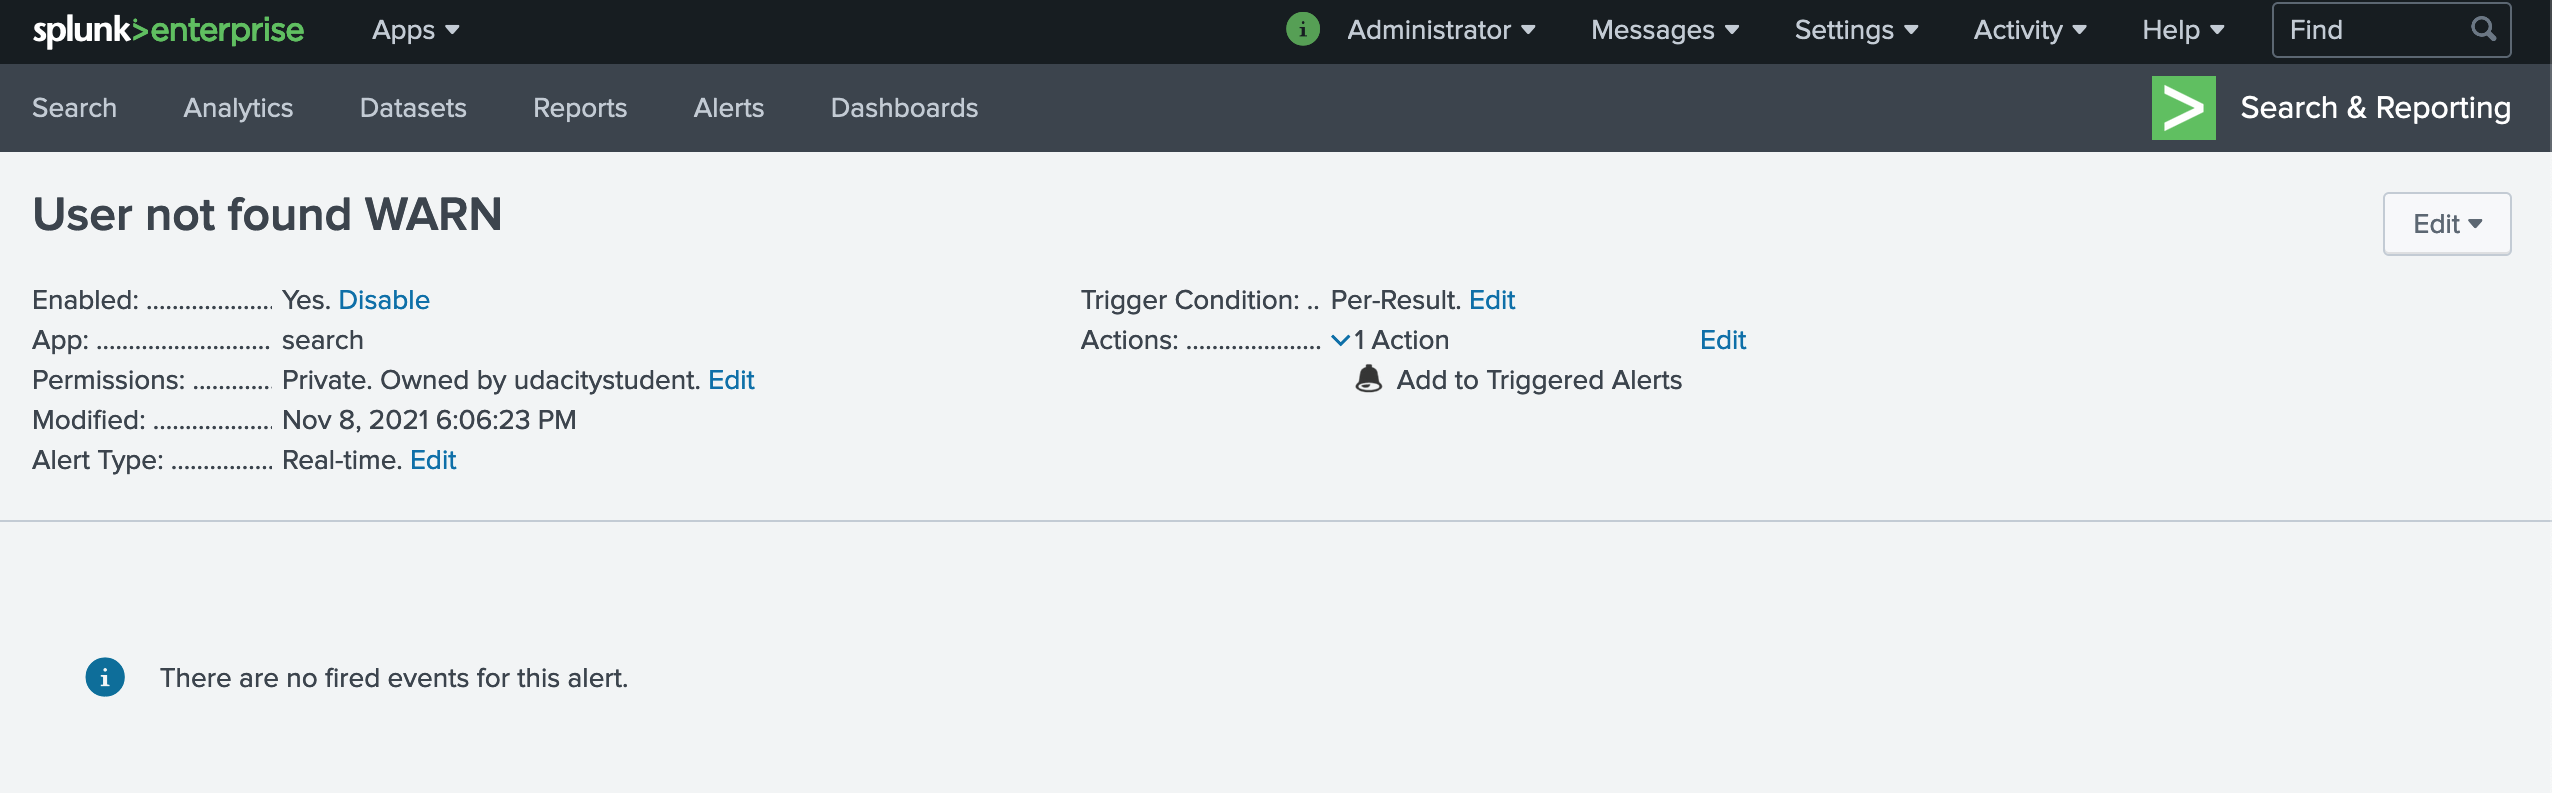 splunk>enterprise Apps i Administrator Messages Settings Activity Help Find
Search Analytics Datasets Reports Alerts Dashboards > Search & Reporting
User not found WARN Edit
Enabled: .................... Yes. Disable
App: ........................... search
Permissions: ............ Private. Owned by udacitystudent. Edit
Modified: ................... Nov 8, 2021 6:06:23 PM
Alert Type: ................ Real-time. Edit
Trigger Condition: .. Per-Result. Edit
Actions: ..................... 1 Action Edit
Add to Triggered Alerts
i There are no fired events for this alert.